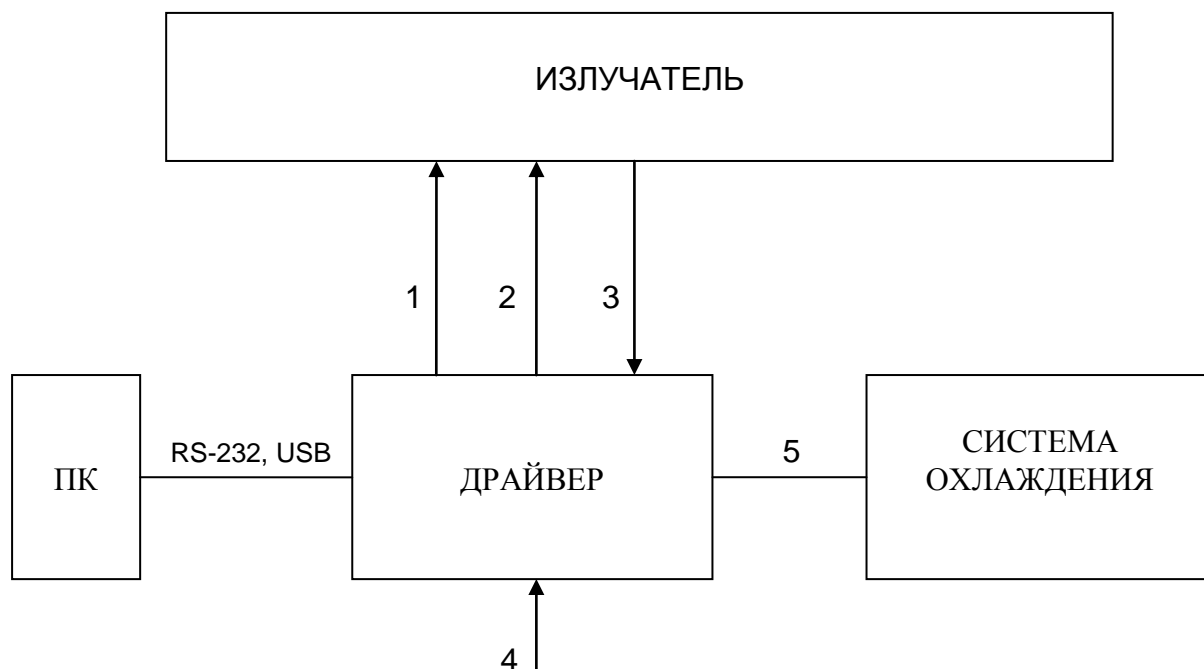 ИЗЛУЧАТЕЛЬ
1
2
3
ПК
RS-232, USB
ДРАЙВЕР
5
СИСТЕМА
ОХЛАЖДЕНИЯ
4